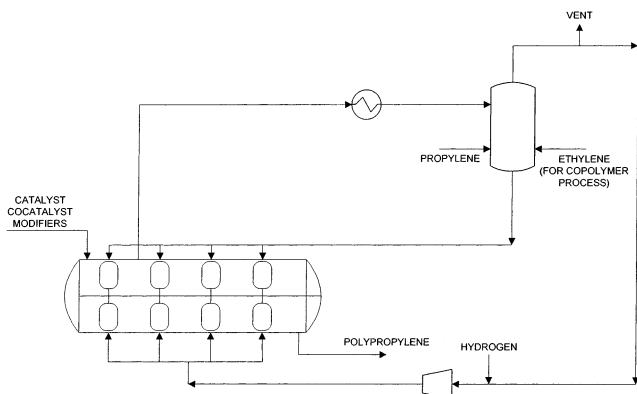 VENT
PROPYLENE
ETHYLENE
(FOR COPOLYMER
PROCESS)
CATALYST
COCATALYST
MODIFIERS
POLYPROPYLENE
HYDROGEN